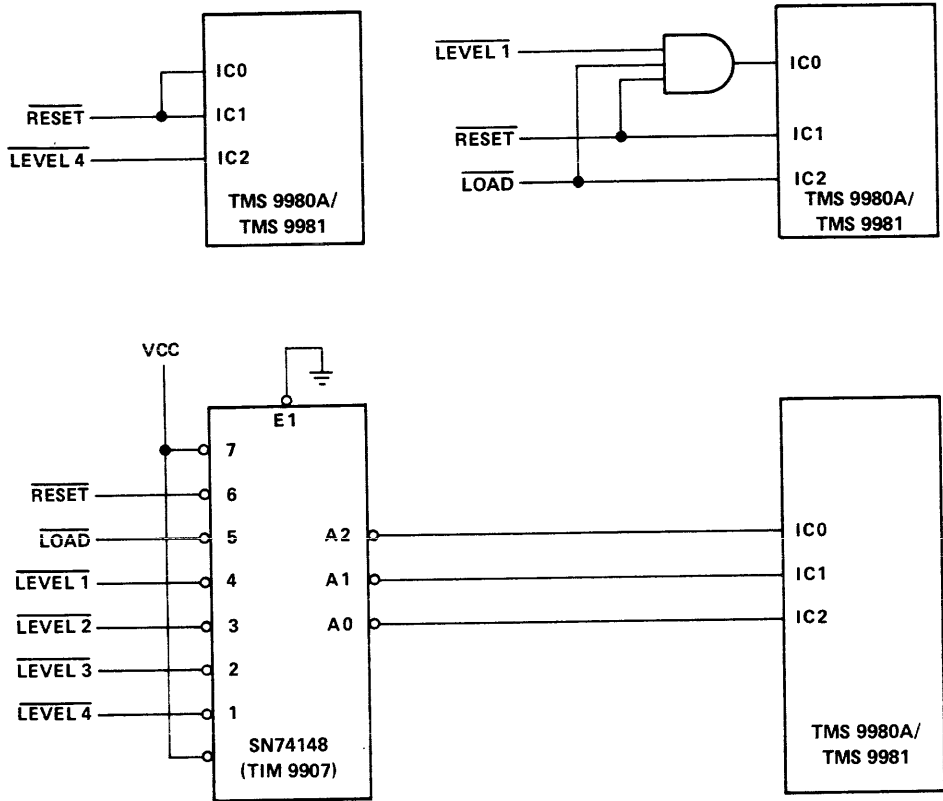 IC0
RESET
IC1
LEVEL 4
IC2
TMS 9980A/
TMS 9981
LEVEL 1
IC0
RESET
IC1
LOAD
IC2
TMS 9980A/
TMS 9981
VCC
E1
7
RESET
6
LOAD
5
A2
IC0
LEVEL 1
4
A1
IC1
LEVEL 2
3
A0
IC2
LEVEL 3
2
LEVEL 4
1
SN74148
(TIM 9907)
TMS 9980A/
TMS 9981